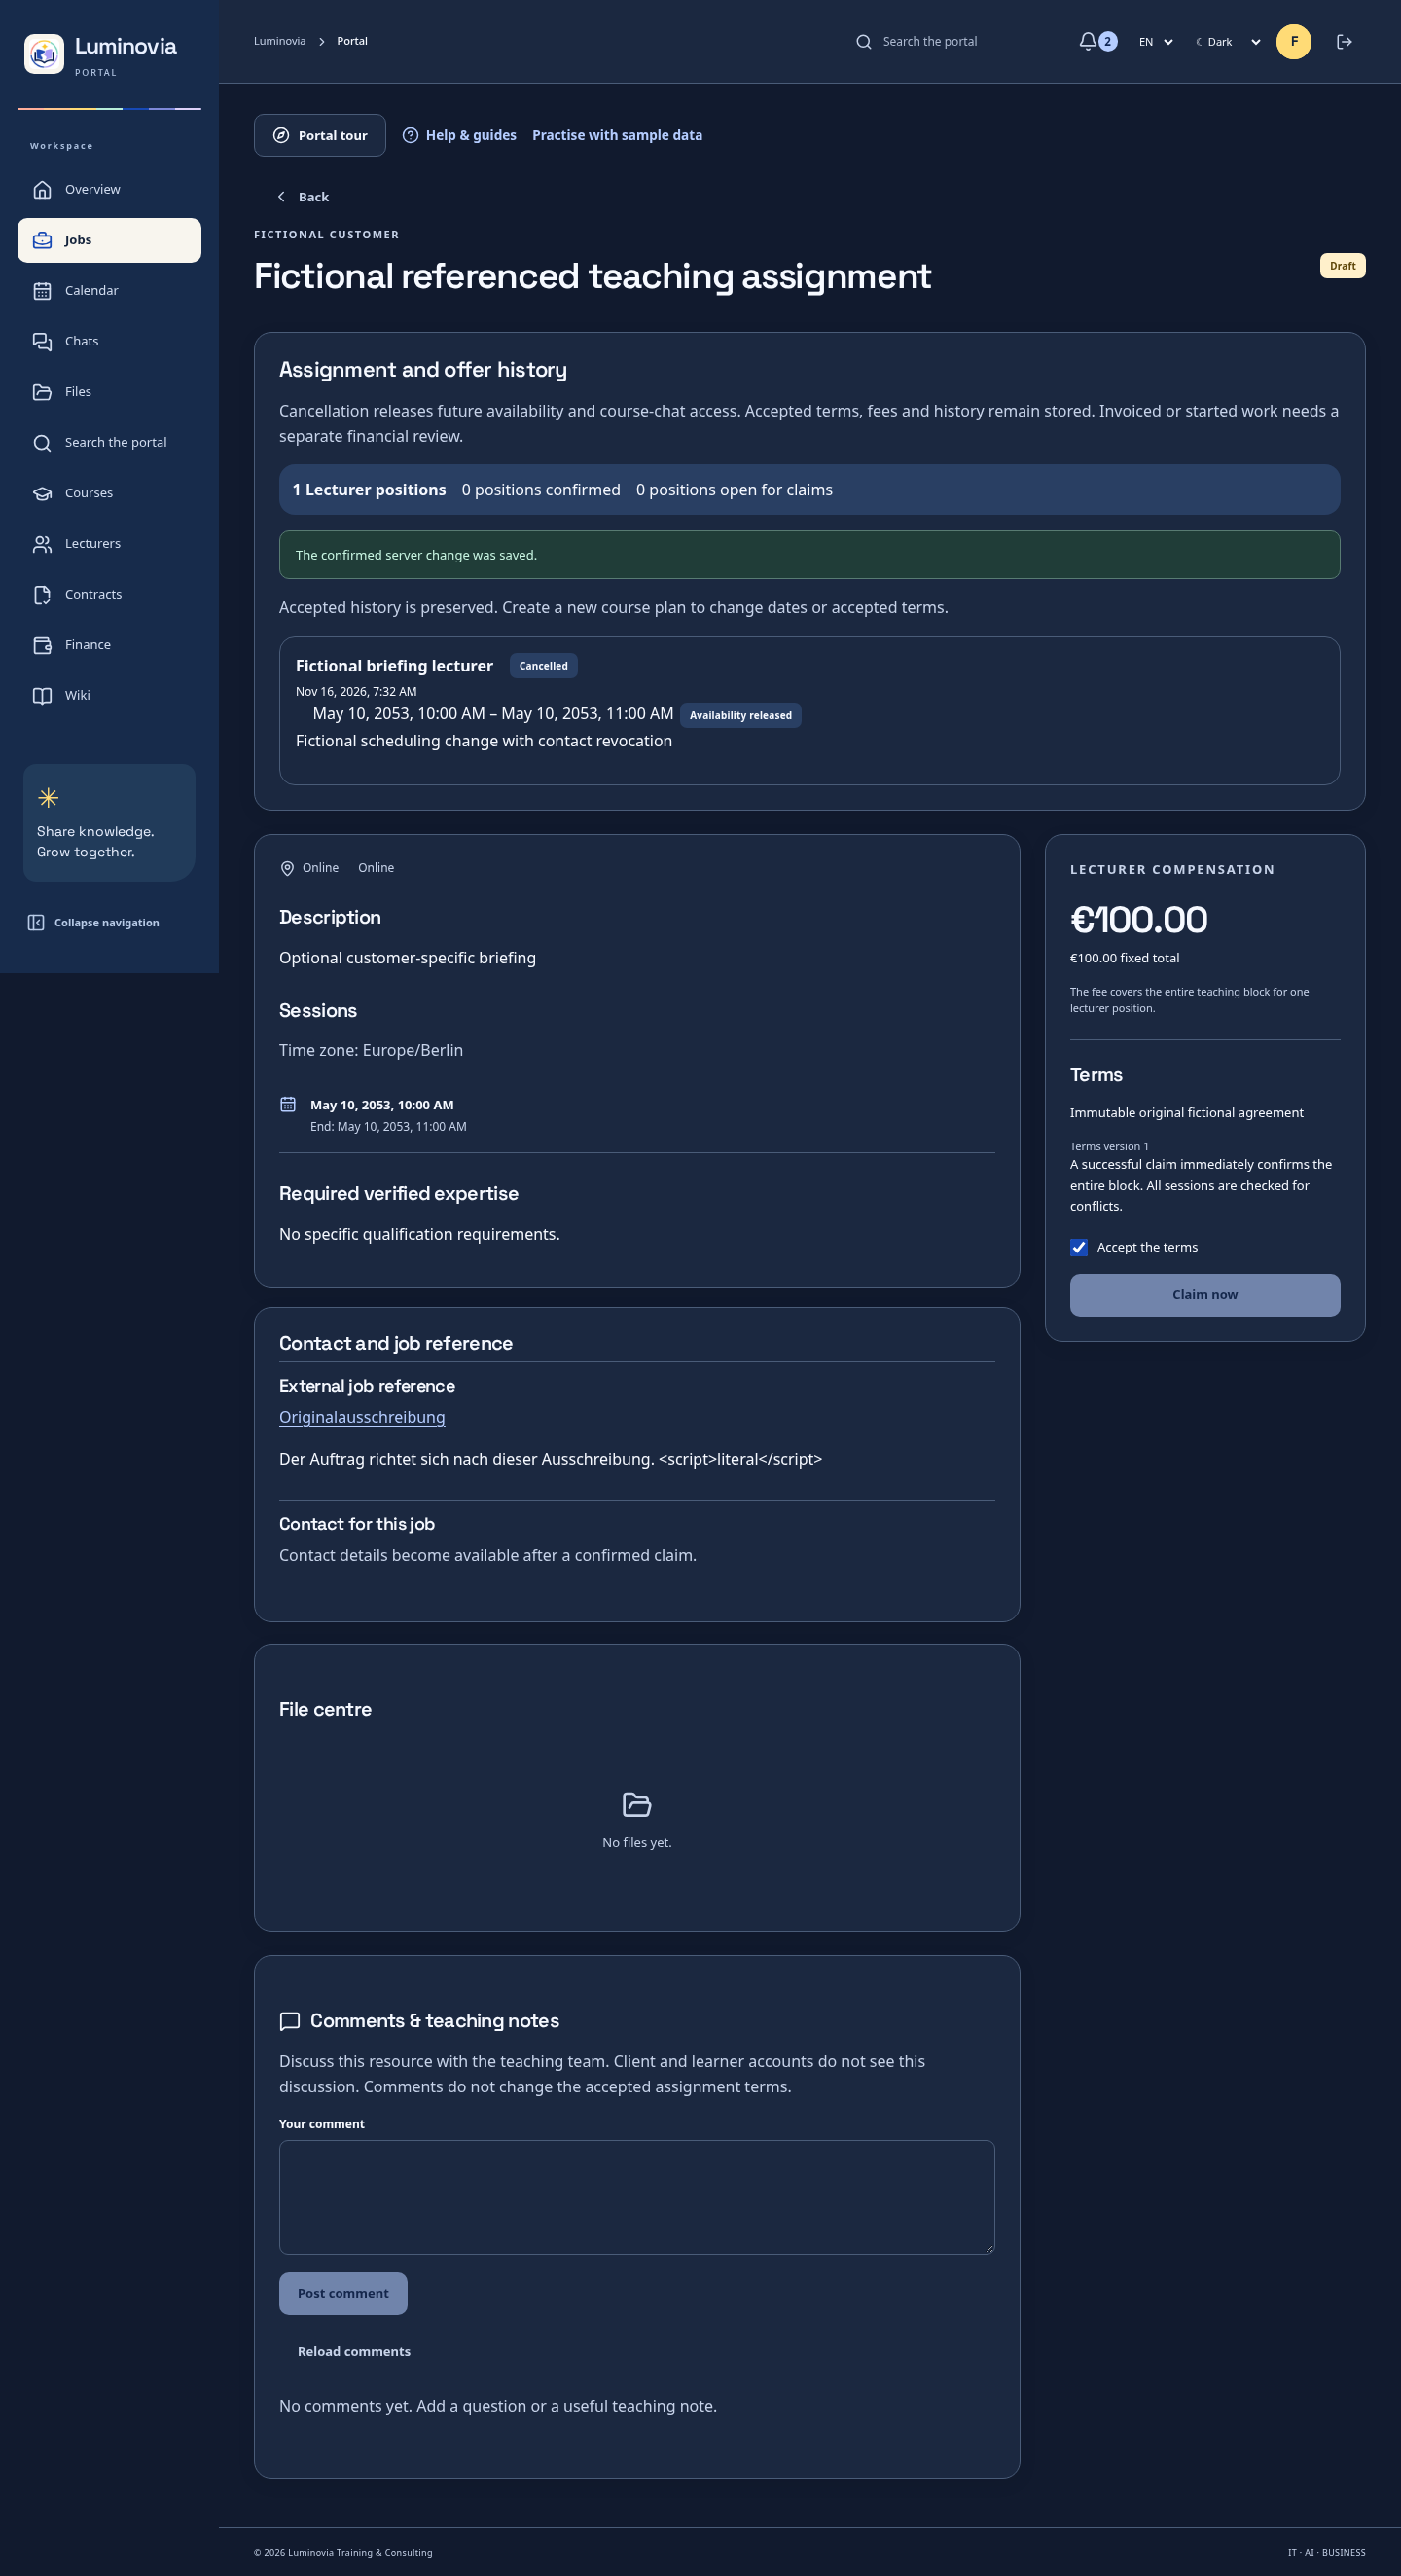 Luminovia
PORTAL
Workspace
Overview
Jobs
Calendar
Chats
Files
Search the portal
Courses
Lecturers
Contracts
Finance
Wiki
Share knowledge.
Grow together.
Collapse navigation
Luminovia > Portal
Search the portal
2
EN
Dark
F
Portal tour
Help & guides
Practise with sample data
Back
FICTIONAL CUSTOMER
Fictional referenced teaching assignment
Draft
Assignment and offer history
Cancellation releases future availability and course-chat access. Accepted terms, fees and history remain stored. Invoiced or started work needs a
separate financial review.
1 Lecturer positions 0 positions confirmed 0 positions open for claims
The confirmed server change was saved.
Accepted history is preserved. Create a new course plan to change dates or accepted terms.
Fictional briefing lecturer Cancelled
Nov 16, 2026, 7:32 AM
May 10, 2053, 10:00 AM – May 10, 2053, 11:00 AM Availability released
Fictional scheduling change with contact revocation
Online Online
Description
Optional customer-specific briefing
Sessions
Time zone: Europe/Berlin
May 10, 2053, 10:00 AM
End: May 10, 2053, 11:00 AM
Required verified expertise
No specific qualification requirements.
LECTURER COMPENSATION
€100.00
€100.00 fixed total
The fee covers the entire teaching block for one
lecturer position.
Terms
Immutable original fictional agreement
Terms version 1
A successful claim immediately confirms the
entire block. All sessions are checked for
conflicts.
Accept the terms
Claim now
Contact and job reference
External job reference
Originalausschreibung
Der Auftrag richtet sich nach dieser Ausschreibung. <script>literal</script>
Contact for this job
Contact details become available after a confirmed claim.
File centre
No files yet.
Comments & teaching notes
Discuss this resource with the teaching team. Client and learner accounts do not see this
discussion. Comments do not change the accepted assignment terms.
Your comment
Post comment
Reload comments
No comments yet. Add a question or a useful teaching note.
© 2026 Luminovia Training & Consulting
IT · AI · BUSINESS